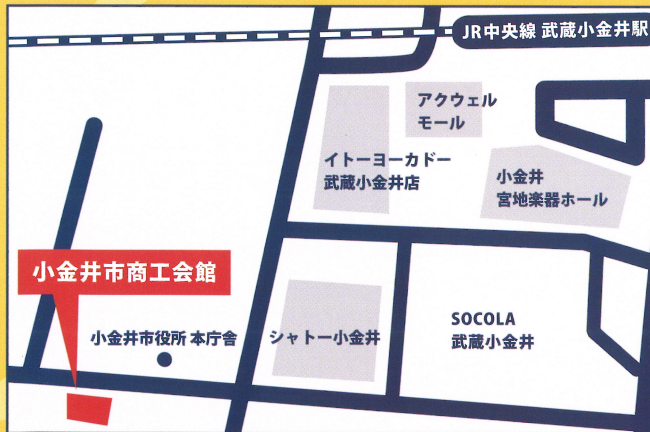 JR中央線 武蔵小金井駅
アクウェル
モール
イトーヨーカドー
武蔵小金井店
小金井
宮地楽器ホール
小金井市商工会館
小金井市役所 本庁舎
シャトー小金井
SOCOLA
武蔵小金井